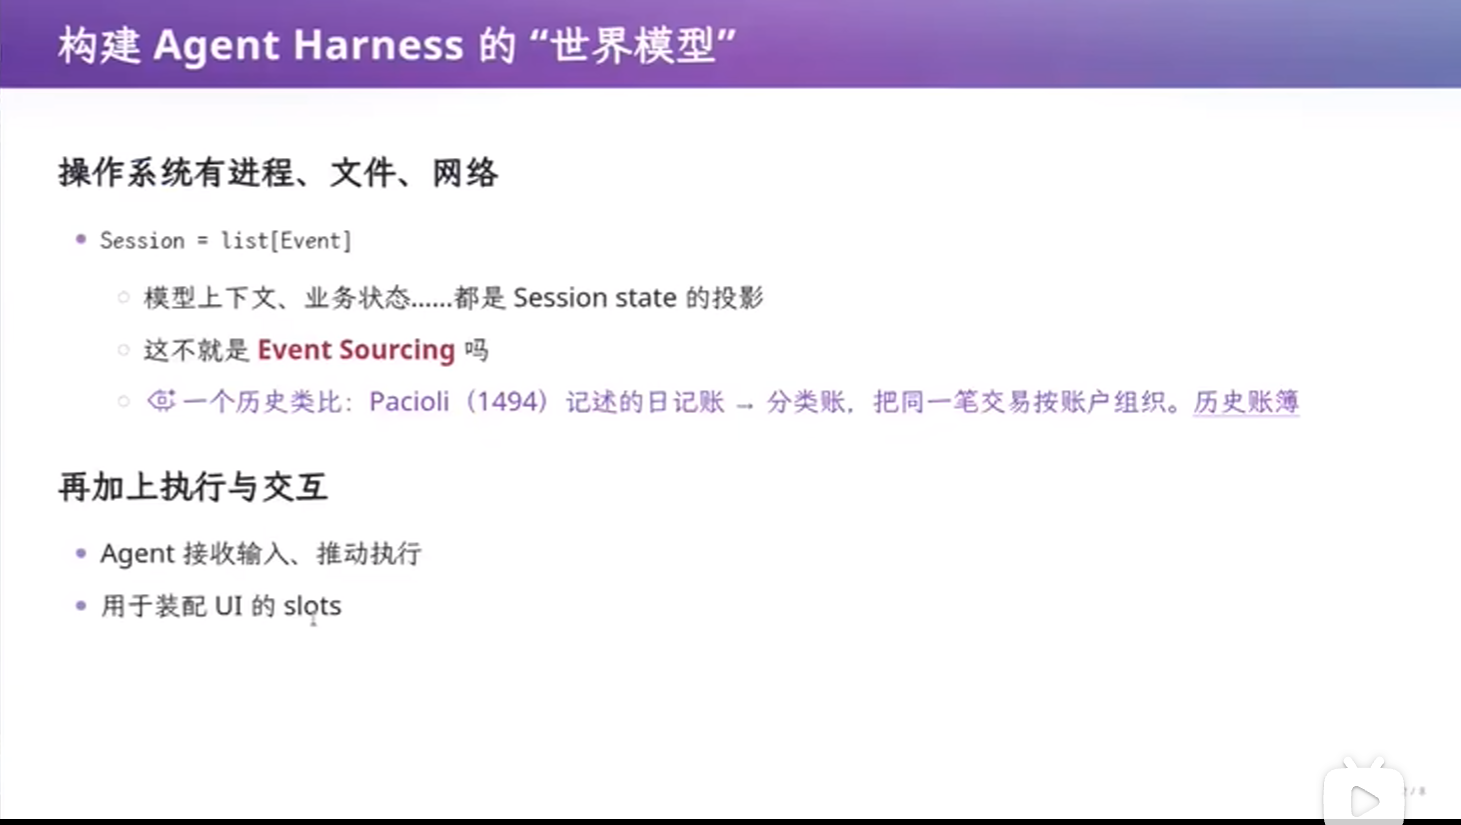 构建 Agent Harness 的 “世界模型”
操作系统有进程、文件、网络
Session = list[Event]
模型上下文、业务状态……都是 Session state 的投影
这不就是 Event Sourcing 吗
一个历史类比：Pacioli（1494）记述的日记账 → 分类账，把同一笔交易按账户组织。历史账簿
再加上执行与交互
Agent 接收输入、推动执行
用于装配 UI 的 slots
/ 8